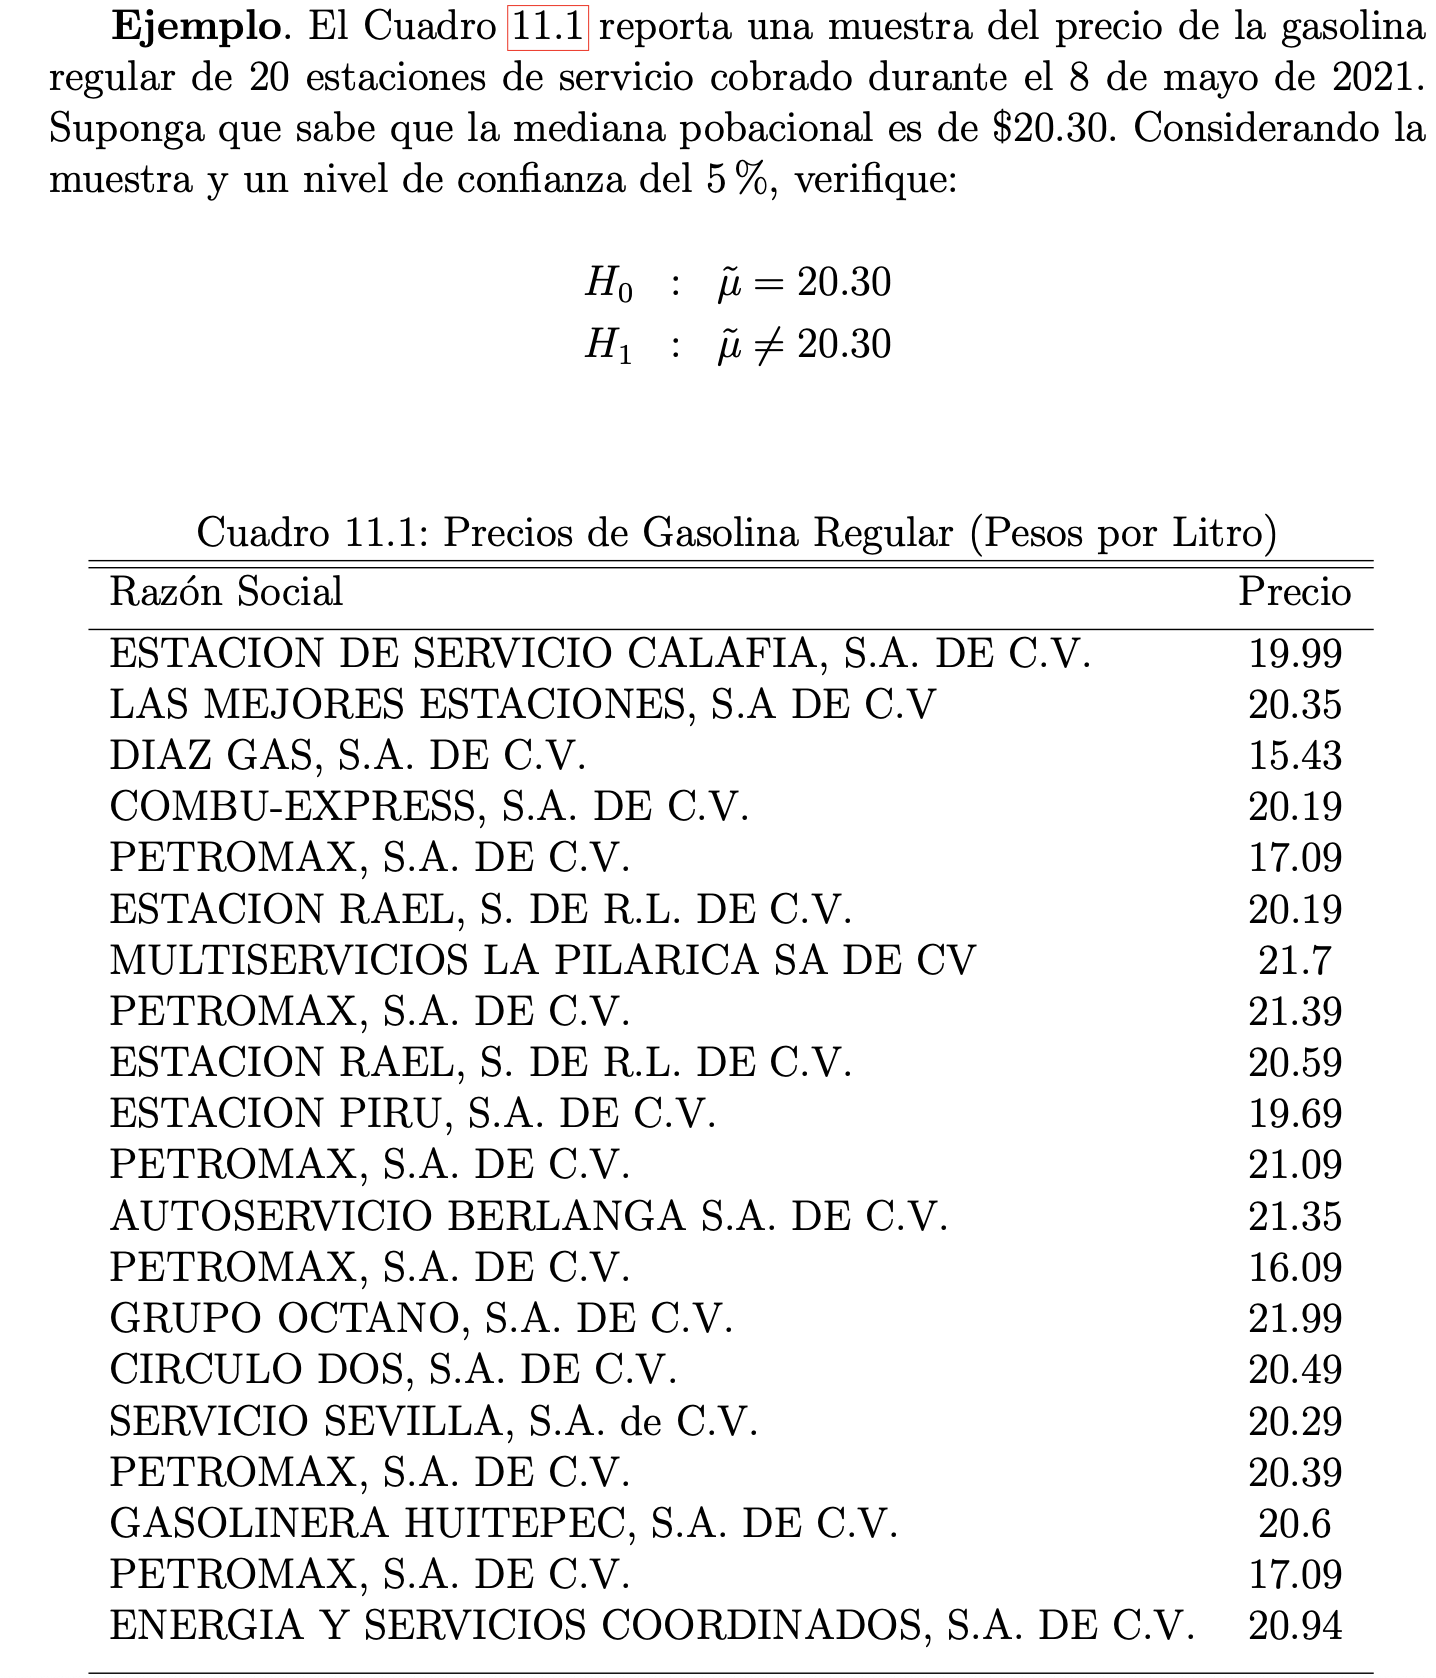 Ejemplo. El Cuadro 11.1 reporta una muestra del precio de la gasolina
regular de 20 estaciones de servicio cobrado durante el 8 de mayo de 2021.
Suponga que sabe que la mediana pobacional es de $20.30. Considerando la
muestra y un nivel de confianza del 5 %, verifique:
H₀ : μ̃ = 20.30
H₁ : μ̃ ≠ 20.30
Cuadro 11.1: Precios de Gasolina Regular (Pesos por Litro)
Razón Social Precio
ESTACION DE SERVICIO CALAFIA, S.A. DE C.V. 19.99
LAS MEJORES ESTACIONES, S.A DE C.V 20.35
DIAZ GAS, S.A. DE C.V. 15.43
COMBU-EXPRESS, S.A. DE C.V. 20.19
PETROMAX, S.A. DE C.V. 17.09
ESTACION RAEL, S. DE R.L. DE C.V. 20.19
MULTISERVICIOS LA PILARICA SA DE CV 21.7
PETROMAX, S.A. DE C.V. 21.39
ESTACION RAEL, S. DE R.L. DE C.V. 20.59
ESTACION PIRU, S.A. DE C.V. 19.69
PETROMAX, S.A. DE C.V. 21.09
AUTOSERVICIO BERLANGA S.A. DE C.V. 21.35
PETROMAX, S.A. DE C.V. 16.09
GRUPO OCTANO, S.A. DE C.V. 21.99
CIRCULO DOS, S.A. DE C.V. 20.49
SERVICIO SEVILLA, S.A. de C.V. 20.29
PETROMAX, S.A. DE C.V. 20.39
GASOLINERA HUITEPEC, S.A. DE C.V. 20.6
PETROMAX, S.A. DE C.V. 17.09
ENERGIA Y SERVICIOS COORDINADOS, S.A. DE C.V. 20.94